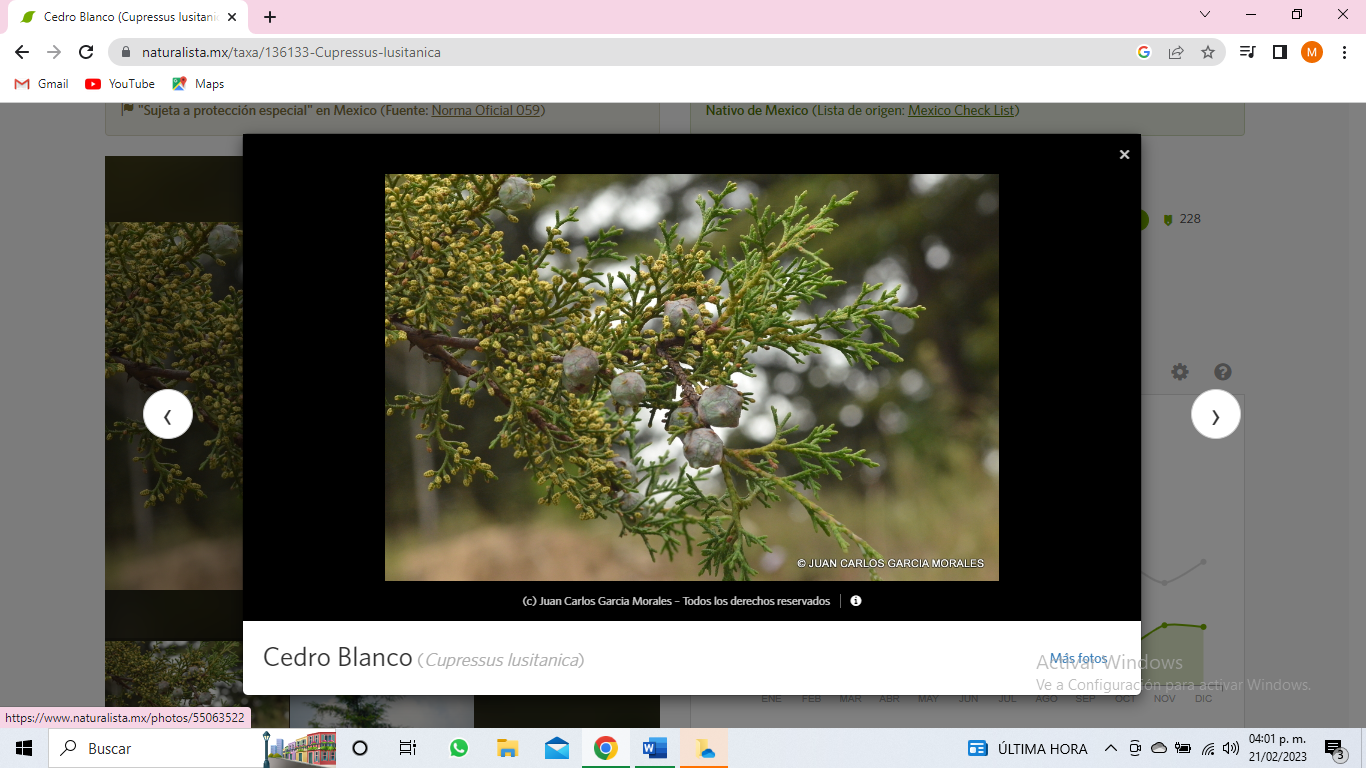 Cedro Blanco (Cupressus lusitani
naturalista.mx/taxa/136133-Cupressus-lusitanica
M
Gmail
YouTube
Maps
"Sujeta a protección especial" en Mexico (Fuente: Norma Oficial 059)
Nativo de Mexico (Lista de origen: Mexico Check List)
228
© JUAN CARLOS GARCIA MORALES
(c) Juan Carlos Garcia Morales – Todos los derechos reservados
Cedro Blanco (Cupressus lusitanica)
Más fotos
Activar Windows
Ve a Configuración para activar Windows.
ENE FEB MAR ABR MAY JUN JUL AGO SEP OCT NOV DIC
https://www.naturalista.mx/photos/55063522
Buscar
ÚLTIMA HORA
04:01 p. m.
21/02/2023
3